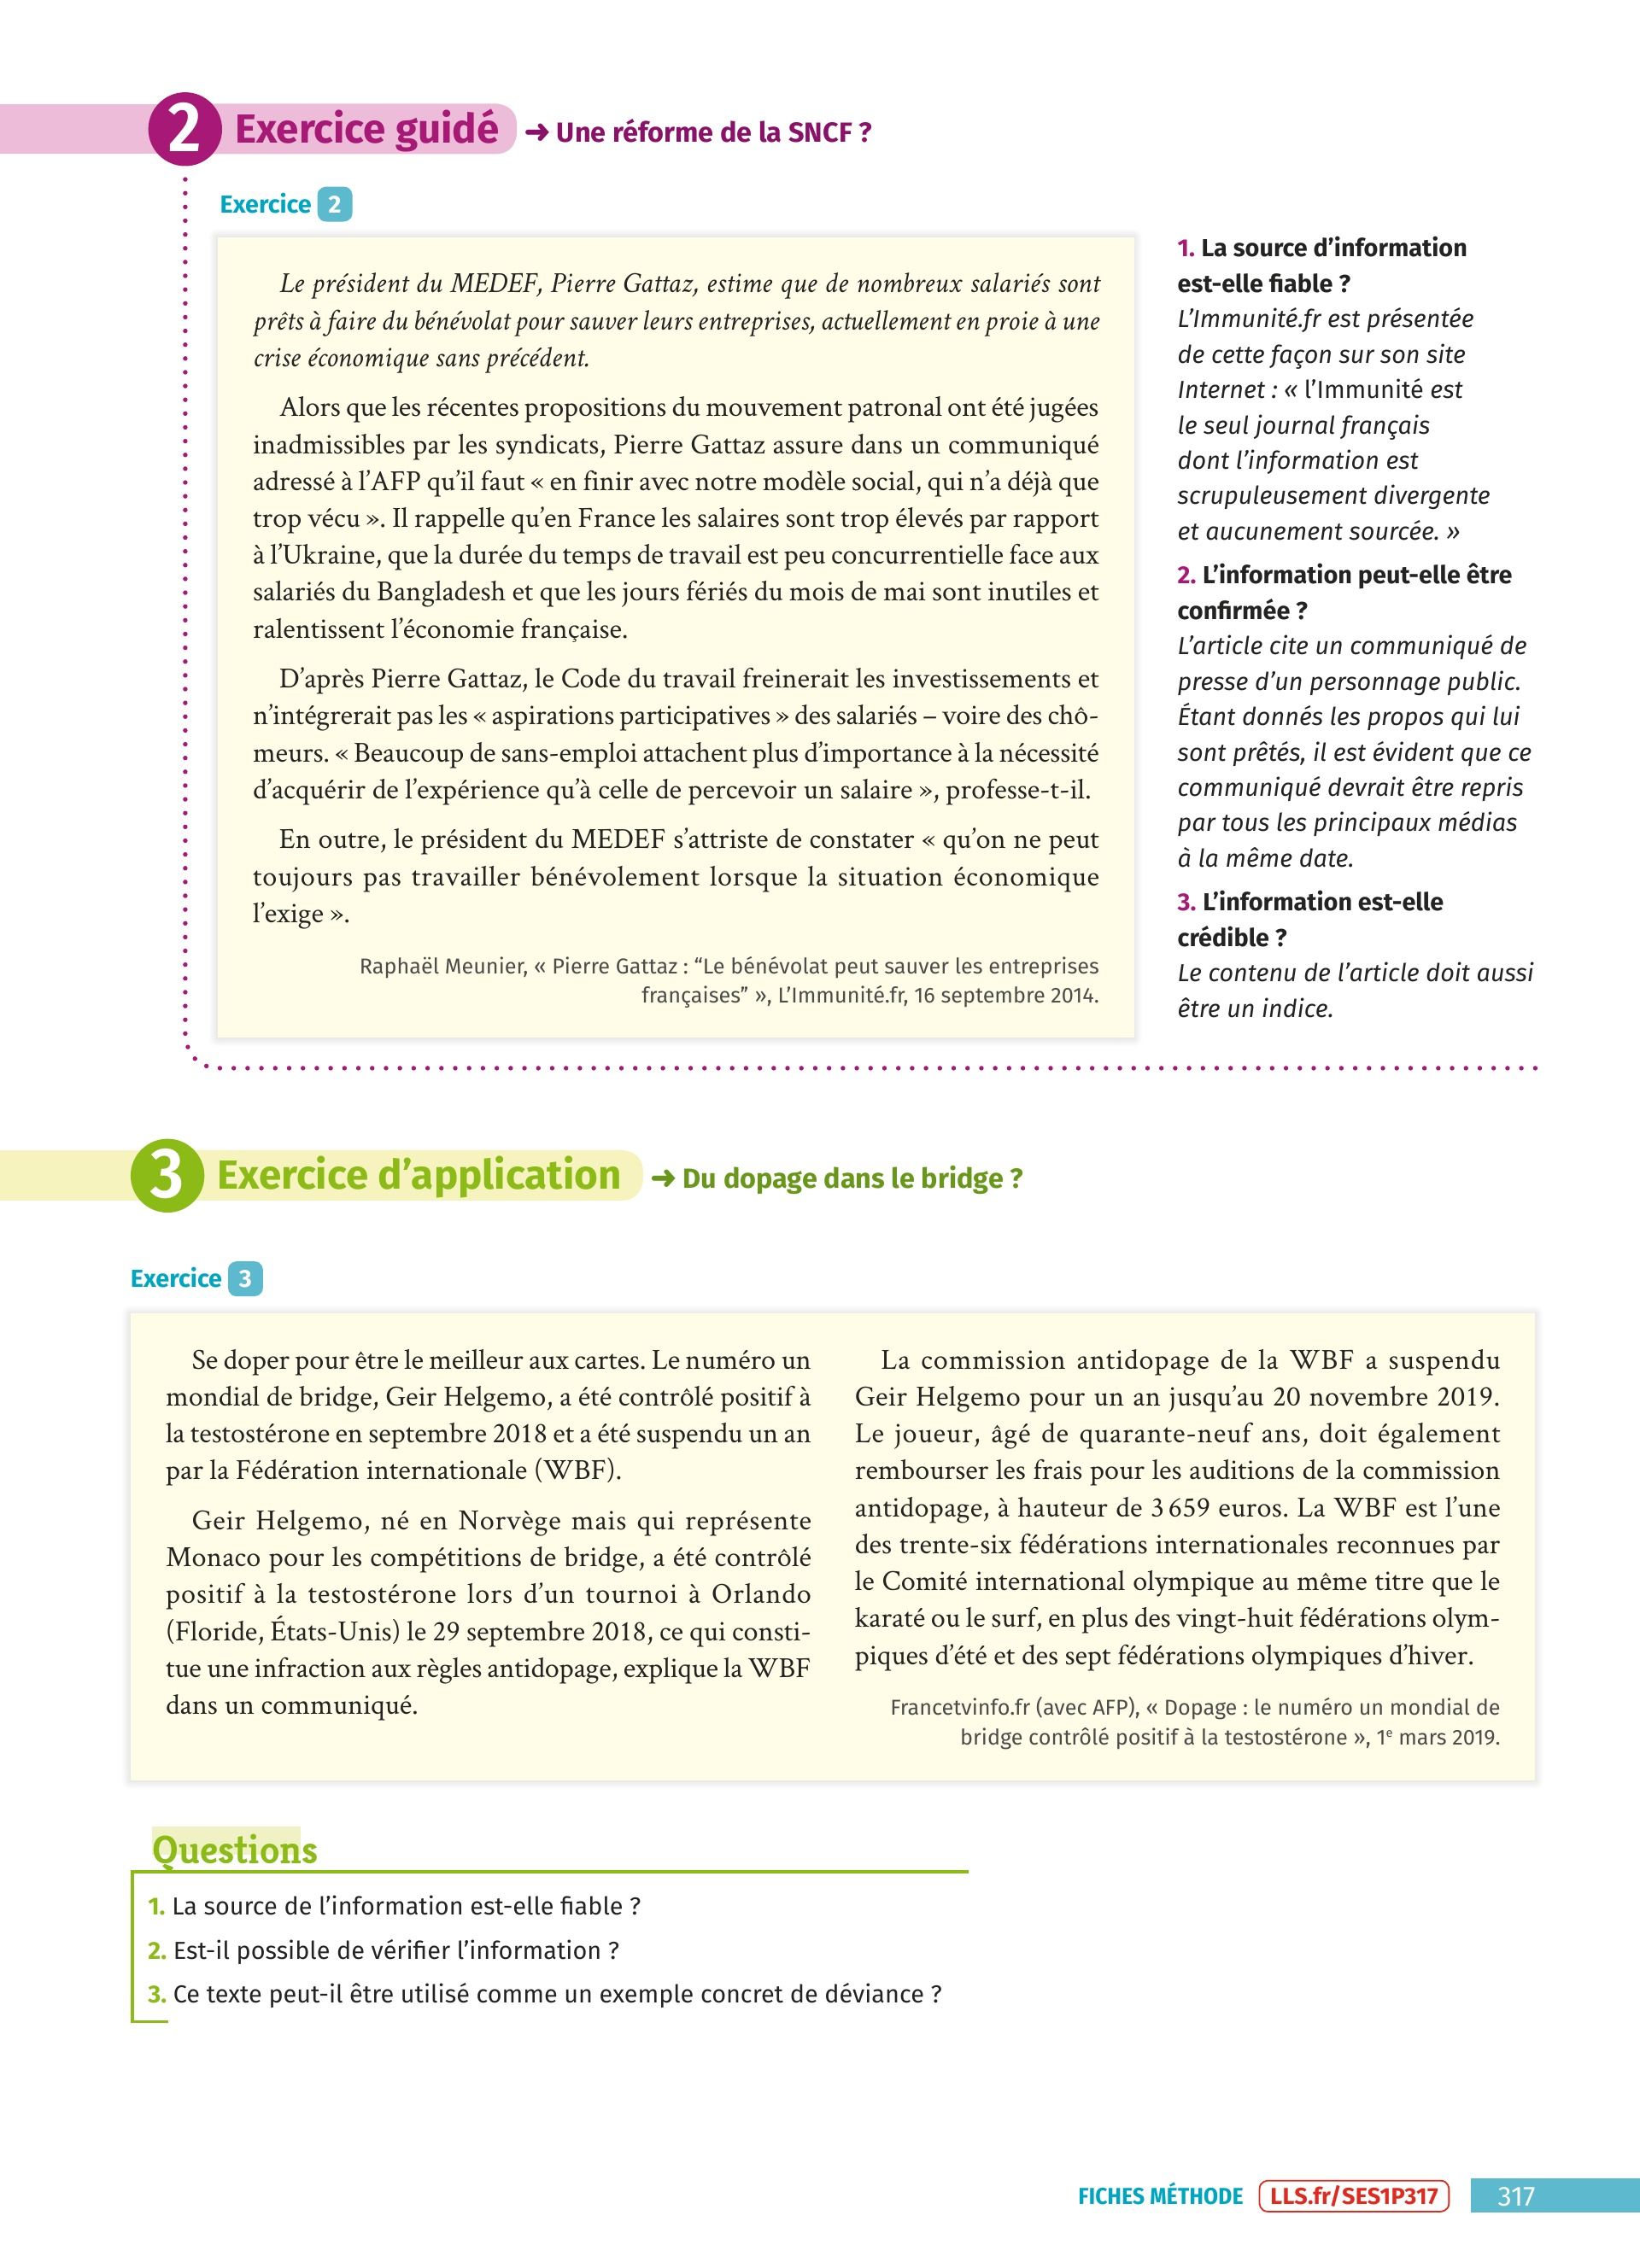 2 Exercice guidé → Une réforme de la SNCF ?
Exercice 2
Le président du MEDEF, Pierre Gattaz, estime que de nombreux salariés sont
prêts à faire du bénévolat pour sauver leurs entreprises, actuellement en proie à une
crise économique sans précédent.
Alors que les récentes propositions du mouvement patronal ont été jugées
inadmissibles par les syndicats, Pierre Gattaz assure dans un communiqué
adressé à l’AFP qu’il faut « en finir avec notre modèle social, qui n’a déjà que
trop vécu ». Il rappelle qu’en France les salaires sont trop élevés par rapport
à l’Ukraine, que la durée du temps de travail est peu concurrentielle face aux
salariés du Bangladesh et que les jours fériés du mois de mai sont inutiles et
ralentissent l’économie française.
D’après Pierre Gattaz, le Code du travail freinerait les investissements et
n’intégrerait pas les « aspirations participatives » des salariés – voire des chô-
meurs. « Beaucoup de sans-emploi attachent plus d’importance à la nécessité
d’acquérir de l’expérience qu’à celle de percevoir un salaire », professe-t-il.
En outre, le président du MEDEF s’attriste de constater « qu’on ne peut
toujours pas travailler bénévolement lorsque la situation économique
l’exige ».
Raphaël Meunier, « Pierre Gattaz : “Le bénévolat peut sauver les entreprises
françaises” », L’Immunité.fr, 16 septembre 2014.
1. La source d’information
est-elle fiable ?
L’Immunité.fr est présentée
de cette façon sur son site
Internet : « l’Immunité est
le seul journal français
dont l’information est
scrupuleusement divergente
et aucunement sourcée. »
2. L’information peut-elle être
confirmée ?
L’article cite un communiqué de
presse d’un personnage public.
Étant donnés les propos qui lui
sont prêtés, il est évident que ce
communiqué devrait être repris
par tous les principaux médias
à la même date.
3. L’information est-elle
crédible ?
Le contenu de l’article doit aussi
être un indice.
3 Exercice d’application → Du dopage dans le bridge ?
Exercice 3
Se doper pour être le meilleur aux cartes. Le numéro un
mondial de bridge, Geir Helgemo, a été contrôlé positif à
la testostérone en septembre 2018 et a été suspendu un an
par la Fédération internationale (WBF).
Geir Helgemo, né en Norvège mais qui représente
Monaco pour les compétitions de bridge, a été contrôlé
positif à la testostérone lors d’un tournoi à Orlando
(Floride, États-Unis) le 29 septembre 2018, ce qui consti-
tue une infraction aux règles antidopage, explique la WBF
dans un communiqué.
La commission antidopage de la WBF a suspendu
Geir Helgemo pour un an jusqu’au 20 novembre 2019.
Le joueur, âgé de quarante-neuf ans, doit également
rembourser les frais pour les auditions de la commission
antidopage, à hauteur de 3 659 euros. La WBF est l’une
des trente-six fédérations internationales reconnues par
le Comité international olympique au même titre que le
karaté ou le surf, en plus des vingt-huit fédérations olym-
piques d’été et des sept fédérations olympiques d’hiver.
Francetvinfo.fr (avec AFP), « Dopage : le numéro un mondial de
bridge contrôlé positif à la testostérone », 1e mars 2019.
Questions
1. La source de l’information est-elle fiable ?
2. Est-il possible de vérifier l’information ?
3. Ce texte peut-il être utilisé comme un exemple concret de déviance ?
FICHES MÉTHODE LLS.fr/SES1P317 317